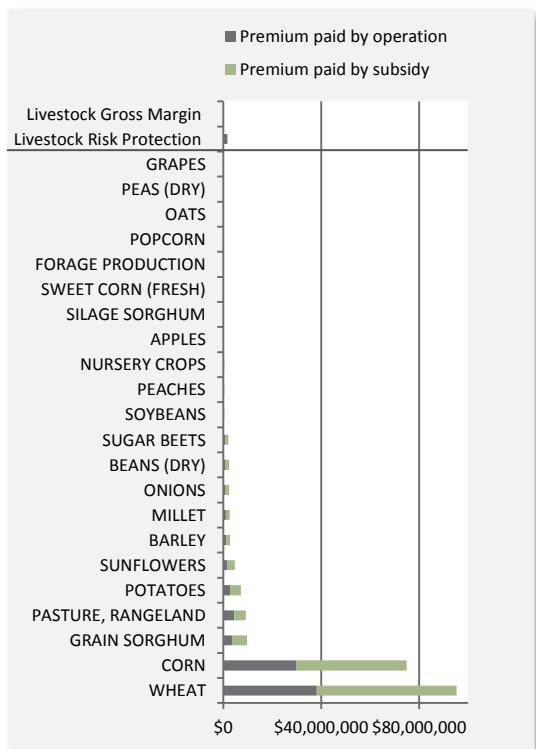 Premium paid by operation
Premium paid by subsidy
Livestock Gross Margin
Livestock Risk Protection
GRAPES
PEAS (DRY)
OATS
POPCORN
FORAGE PRODUCTION
SWEET CORN (FRESH)
SILAGE SORGHUM
APPLES
NURSERY CROPS
PEACHES
SOYBEANS
SUGAR BEETS
BEANS (DRY)
ONIONS
MILLET
BARLEY
SUNFLOWERS
POTATOES
PASTURE, RANGELAND
GRAIN SORGHUM
CORN
WHEAT
$0 $40,000,000 $80,000,000